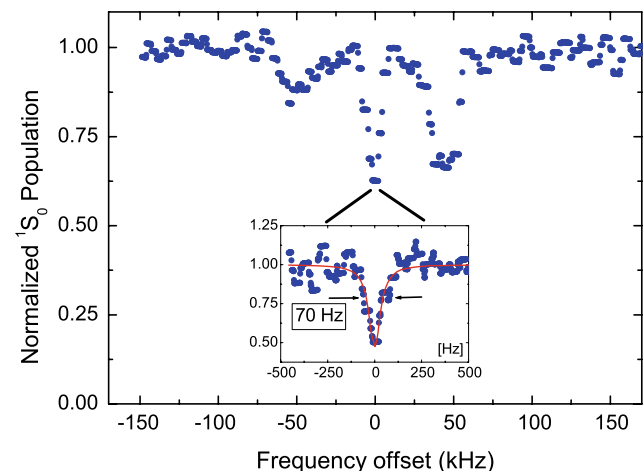 1.00
0.75
0.50
0.25
0.00
Normalized ¹S₀ Population
1.25
1.00
0.75
0.50
70 Hz
[Hz]
-500 -250 0 250 500
-150 -100 -50 0 50 100 150
Frequency offset (kHz)